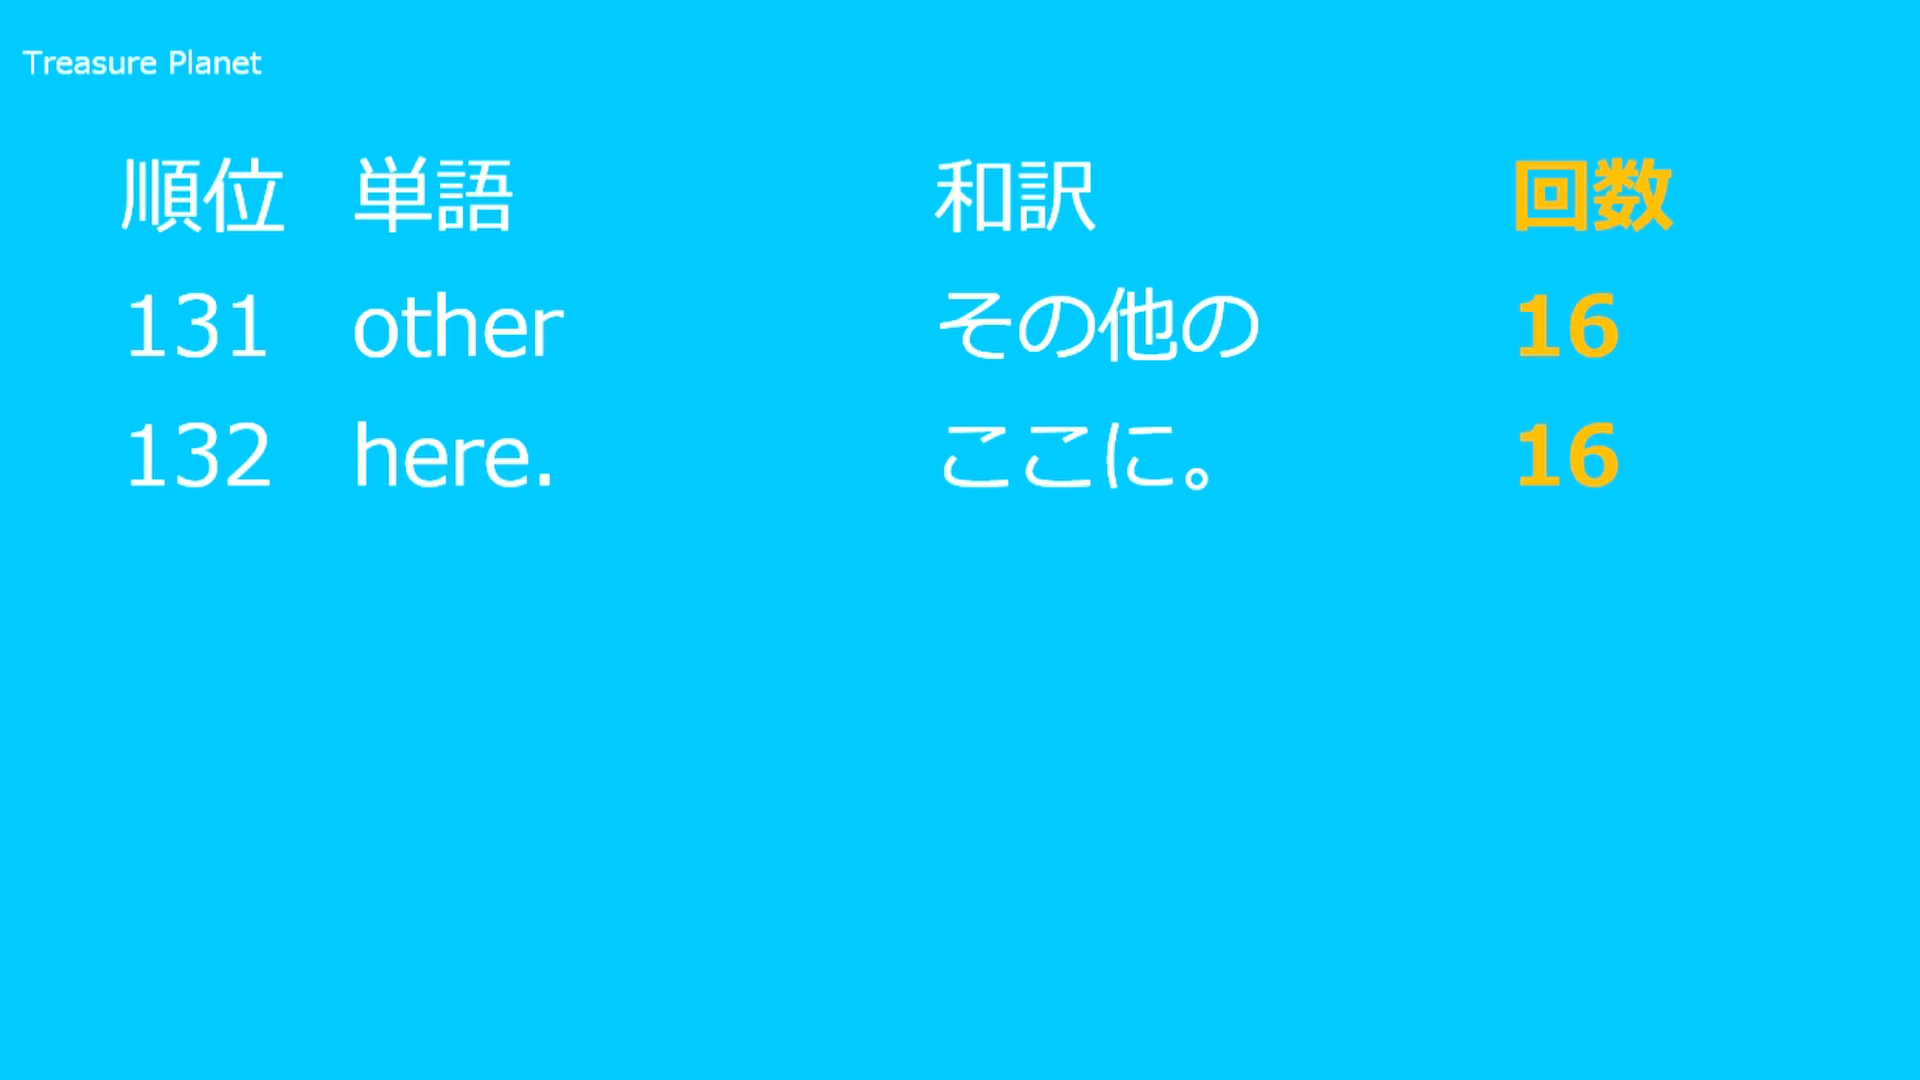 Treasure Planet
順位 単語 和訳 回数
131 other その他の 16
132 here. ここに。 16